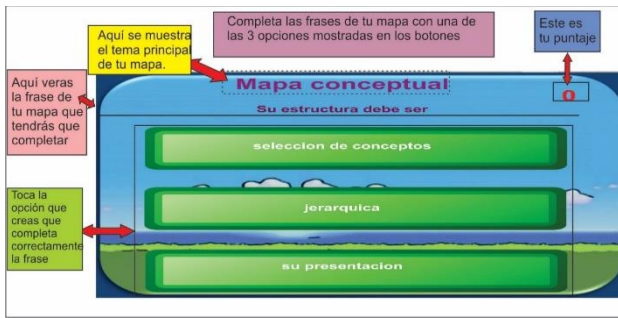 Completa las frases de tu mapa con una de
las 3 opciones mostradas en los botones
Este es
tu puntaje
Aquí se muestra
el tema principal
de tu mapa.
Aquí veras
la frase de
tu mapa que
tendrás que
completar
Mapa conceptual
0
Su estructura debe ser
seleccion de conceptos
Toca la
opción que
creas que
completa
correctamente
la frase
jerarquica
su presentacion